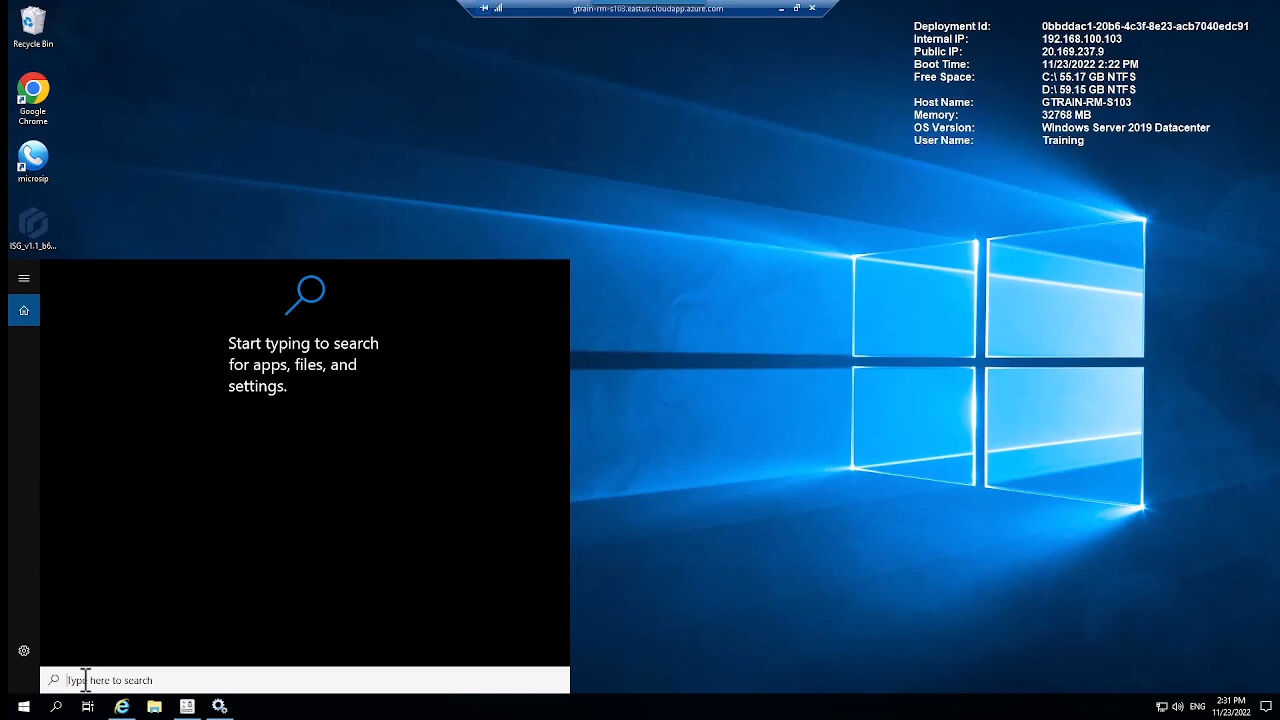 gtrain-rm-s103.eastus.cloudapp.azure.com
Recycle Bin
Google
Chrome
microsip
ISG_v1.1_b6...
Deployment Id: 0bbddac1-20b6-4c3f-8e23-acb7040edc91
Internal IP: 192.168.100.103
Public IP: 20.169.237.9
Boot Time: 11/23/2022 2:22 PM
Free Space: C:\ 55.17 GB NTFS
D:\ 59.15 GB NTFS
Host Name: GTRAIN-RM-S103
Memory: 32768 MB
OS Version: Windows Server 2019 Datacenter
User Name: Training
Start typing to search
for apps, files, and
settings.
Type here to search
ENG
2:31 PM
11/23/2022